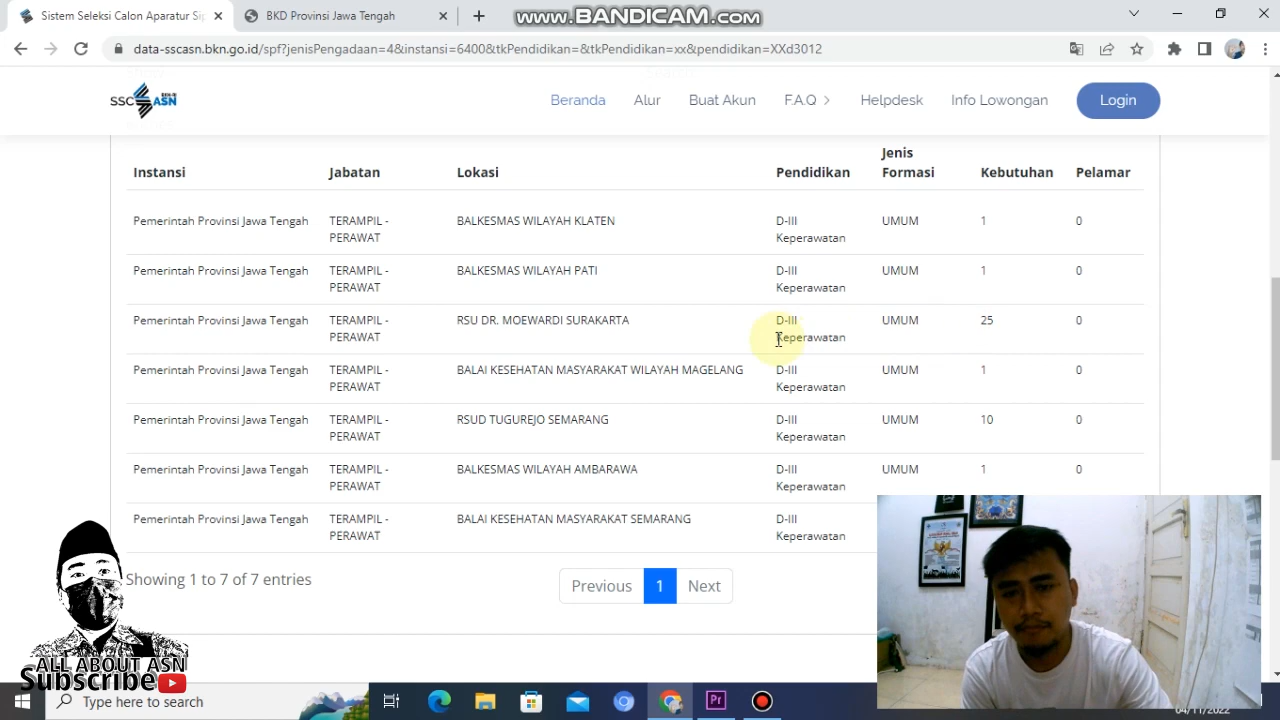 Sistem Seleksi Calon Aparatur Sip
BKD Provinsi Jawa Tengah
www.BANDICAM.com
data-sscasn.bkn.go.id/spf?jenisPengadaan=4&instansi=6400&tkPendidikan=&tkPendidikan=xx&pendidikan=XXd3012
SSC ASN
Beranda
Alur
Buat Akun
F.A.Q
Helpdesk
Info Lowongan
Login
Instansi Jabatan Lokasi Pendidikan Jenis Formasi Kebutuhan Pelamar
Pemerintah Provinsi Jawa Tengah TERAMPIL - BALKESMAS WILAYAH KLATEN D-III UMUM 1 0
PERAWAT Keperawatan
Pemerintah Provinsi Jawa Tengah TERAMPIL - BALKESMAS WILAYAH PATI D-III UMUM 1 0
PERAWAT Keperawatan
Pemerintah Provinsi Jawa Tengah TERAMPIL - RSU DR. MOEWARDI SURAKARTA D-III UMUM 25 0
PERAWAT Keperawatan
Pemerintah Provinsi Jawa Tengah TERAMPIL - BALAI KESEHATAN MASYARAKAT WILAYAH MAGELANG D-III UMUM 1 0
PERAWAT Keperawatan
Pemerintah Provinsi Jawa Tengah TERAMPIL - RSUD TUGUREJO SEMARANG D-III UMUM 10 0
PERAWAT Keperawatan
Pemerintah Provinsi Jawa Tengah TERAMPIL - BALKESMAS WILAYAH AMBARAWA D-III UMUM 1 0
PERAWAT Keperawatan
Pemerintah Provinsi Jawa Tengah TERAMPIL - BALAI KESEHATAN MASYARAKAT SEMARANG D-III
PERAWAT Keperawatan
Showing 1 to 7 of 7 entries
Previous 1 Next
ALL ABOUT ASN
Subscribe
Type here to search
Pr
04/11/2022